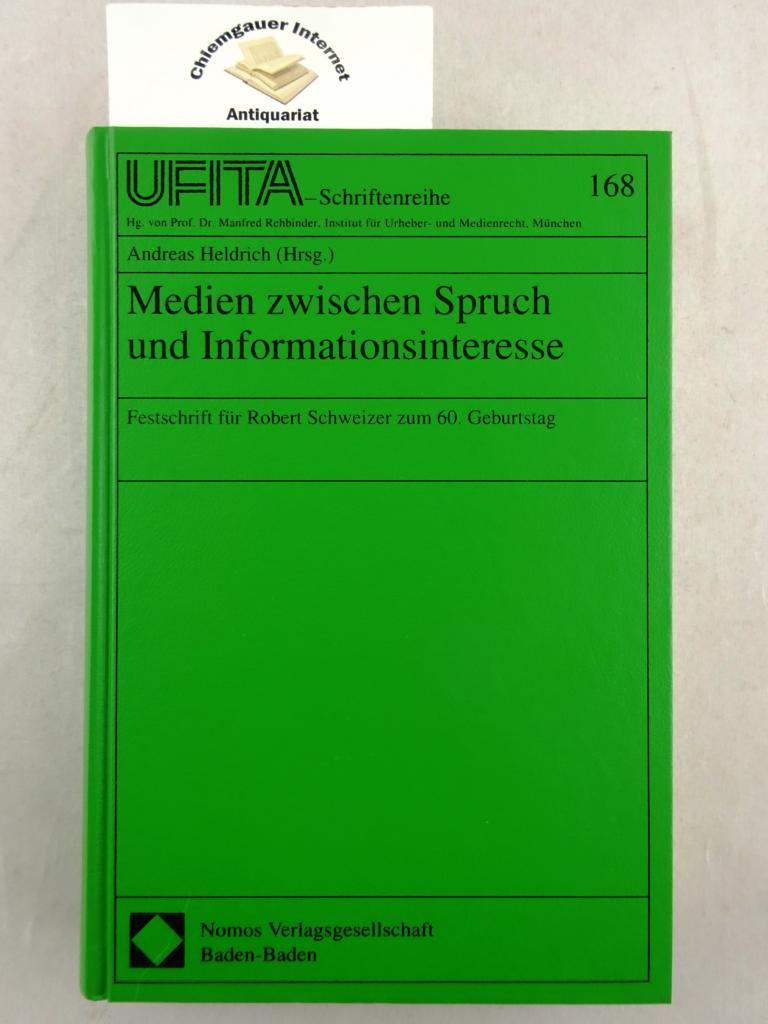 Chiemgauer Internet
Antiquariat
UFITA–Schriftenreihe 168
Hg. von Prof. Dr. Manfred Rehbinder, Institut für Urheber- und Medienrecht, München
Andreas Heldrich (Hrsg.)
Medien zwischen Spruch
und Informationsinteresse
Festschrift für Robert Schweizer zum 60. Geburtstag
Nomos Verlagsgesellschaft
Baden-Baden